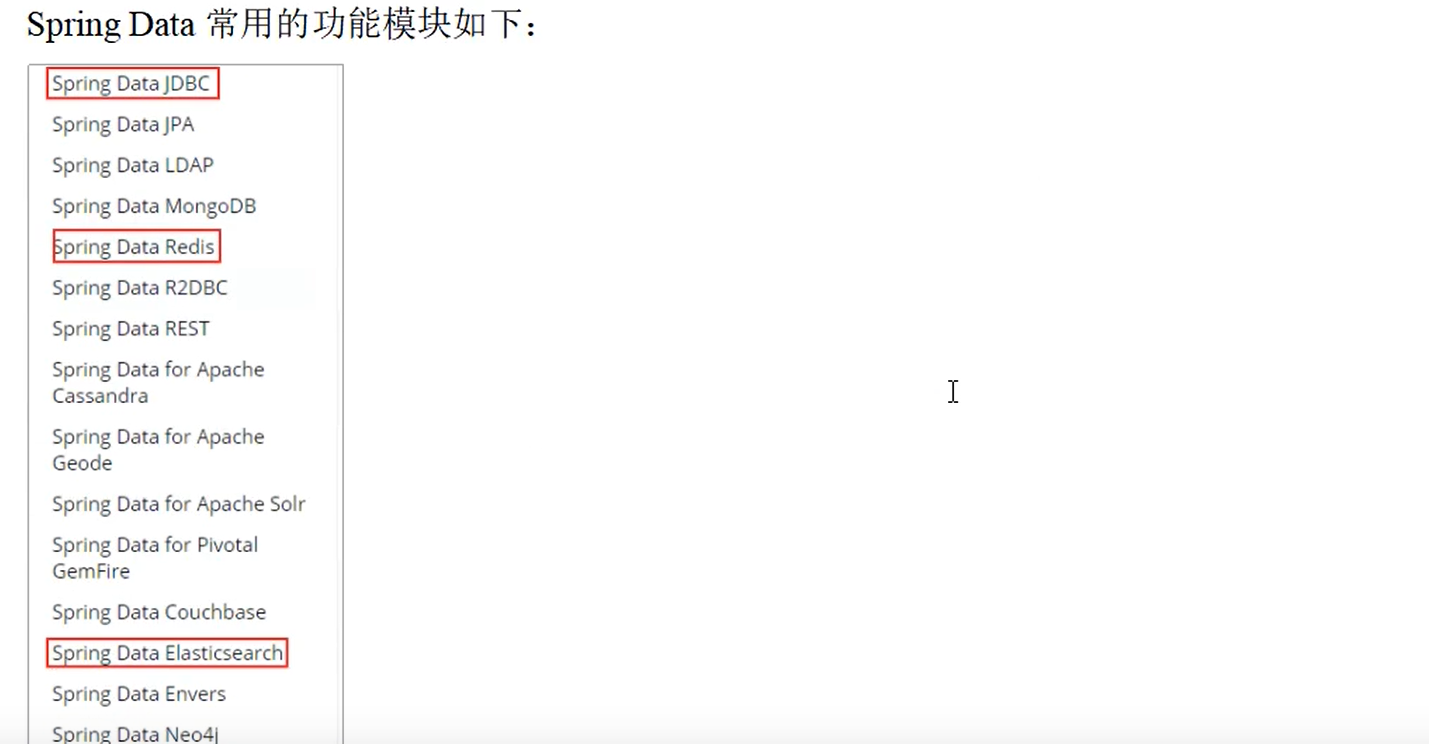 Spring Data 常用的功能模块如下：
Spring Data JDBC
Spring Data JPA
Spring Data LDAP
Spring Data MongoDB
Spring Data Redis
Spring Data R2DBC
Spring Data REST
Spring Data for Apache
Cassandra
Spring Data for Apache
Geode
Spring Data for Apache Solr
Spring Data for Pivotal
GemFire
Spring Data Couchbase
Spring Data Elasticsearch
Spring Data Envers
Spring Data Neo4j